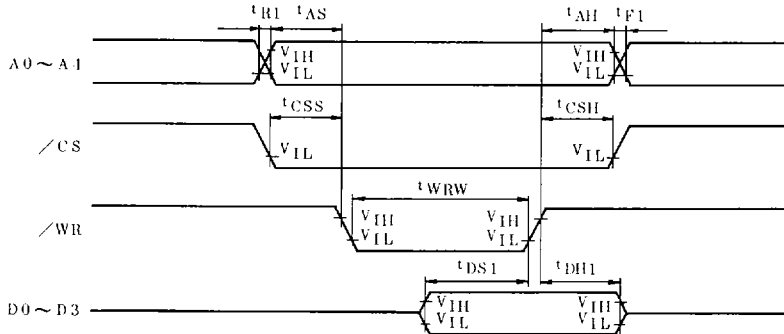 tR1 tAS tAH tF1
A0～A4 VIH VIH
VIL VIL
tCSS tCSH
/CS VIL VIL
tWRW
/WR VIH VIH
VIL VIL
tDS1 tDH1
D0～D3 VIH VIH
VIL VIL